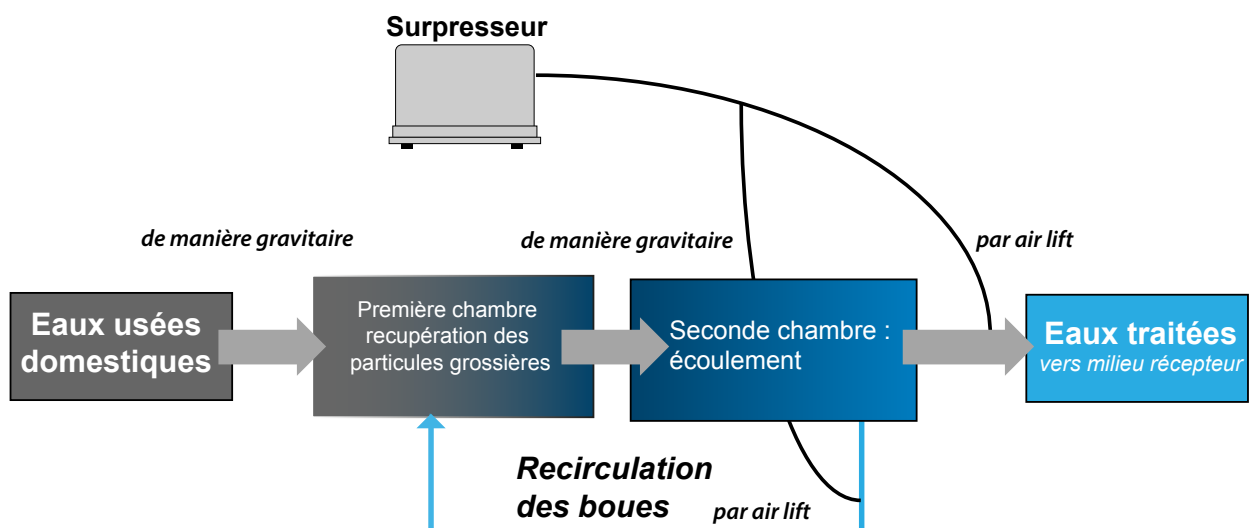 Surpresseur
de manière gravitaire
de manière gravitaire
par air lift
Eaux usées
domestiques
Première chambre
recupération des
particules grossières
Seconde chambre :
écoulement
Eaux traitées
vers milieu récepteur
Recirculation
des boues
par air lift